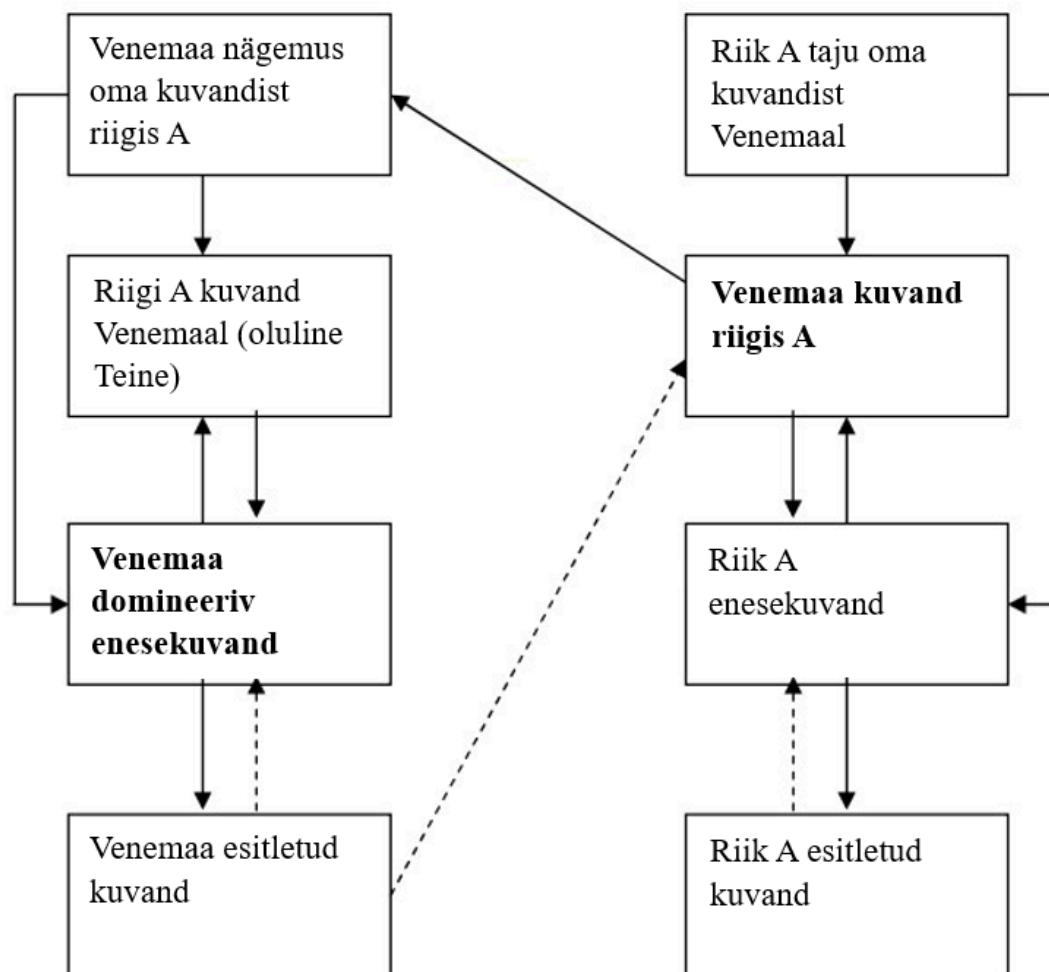 Venemaa nägemus
oma kuvandist
riigis A
Riik A taju oma
kuvandist
Venemaal
Riigi A kuvand
Venemaal (oluline
Teine)
Venemaa kuvand
riigis A
Venemaa
domineeriv
enesekuvand
Riik A
enesekuvand
Venemaa esitletud
kuvand
Riik A esitletud
kuvand